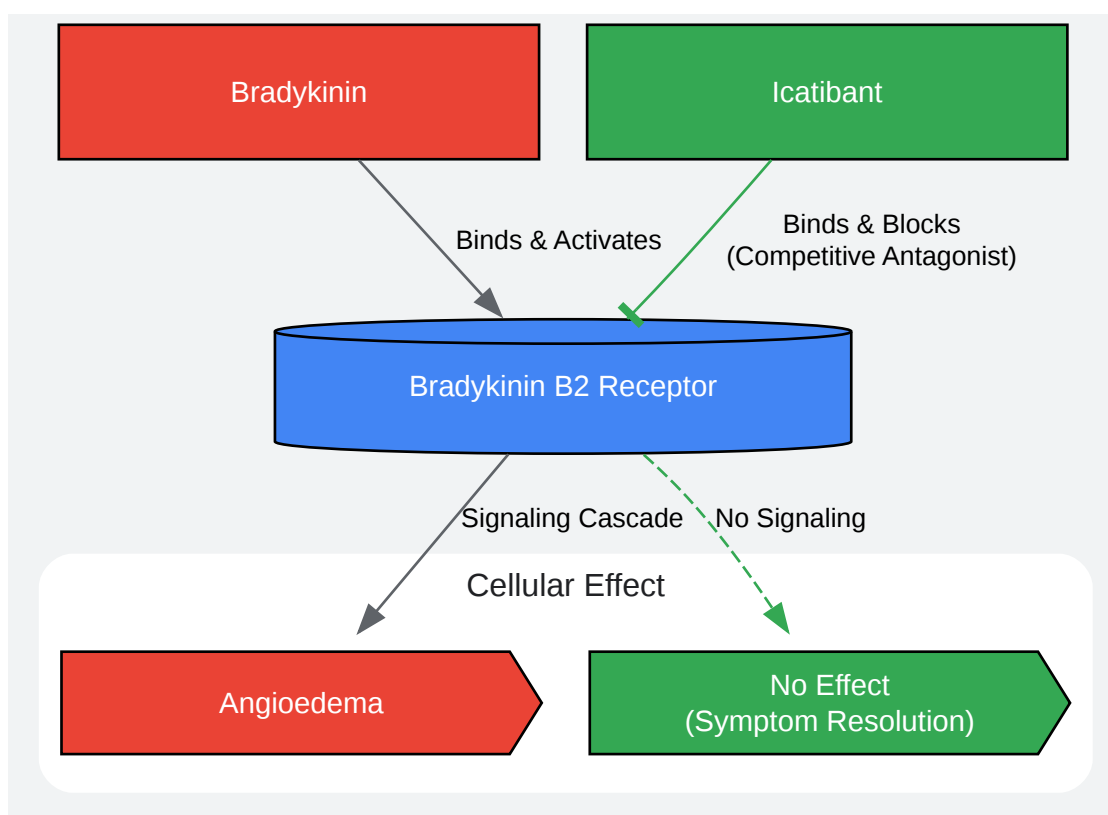 Bradykinin
Icatibant
Binds & Activates
Binds & Blocks
(Competitive Antagonist)
Bradykinin B2 Receptor
Signaling Cascade
No Signaling
Cellular Effect
Angioedema
No Effect
(Symptom Resolution)